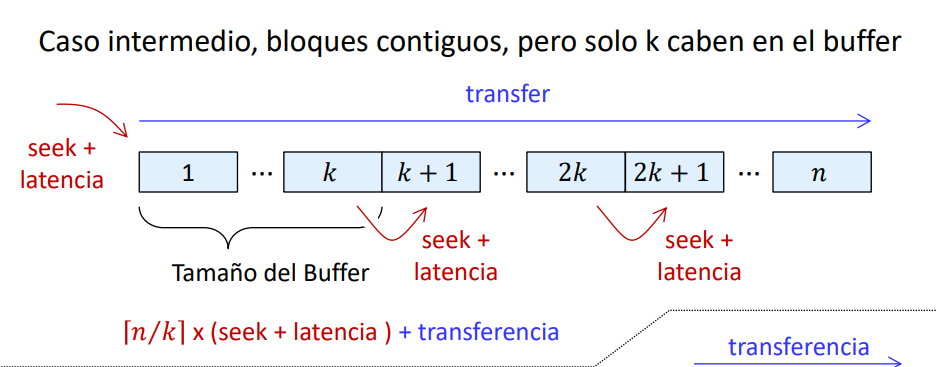 Caso intermedio, bloques contiguos, pero solo k caben en el buffer
transfer
seek +
latencia
1 ... k k + 1 ... 2k 2k + 1 ... n
seek +
latencia
seek +
latencia
Tamaño del Buffer
⌈n/k⌉ x (seek + latencia ) + transferencia
transferencia